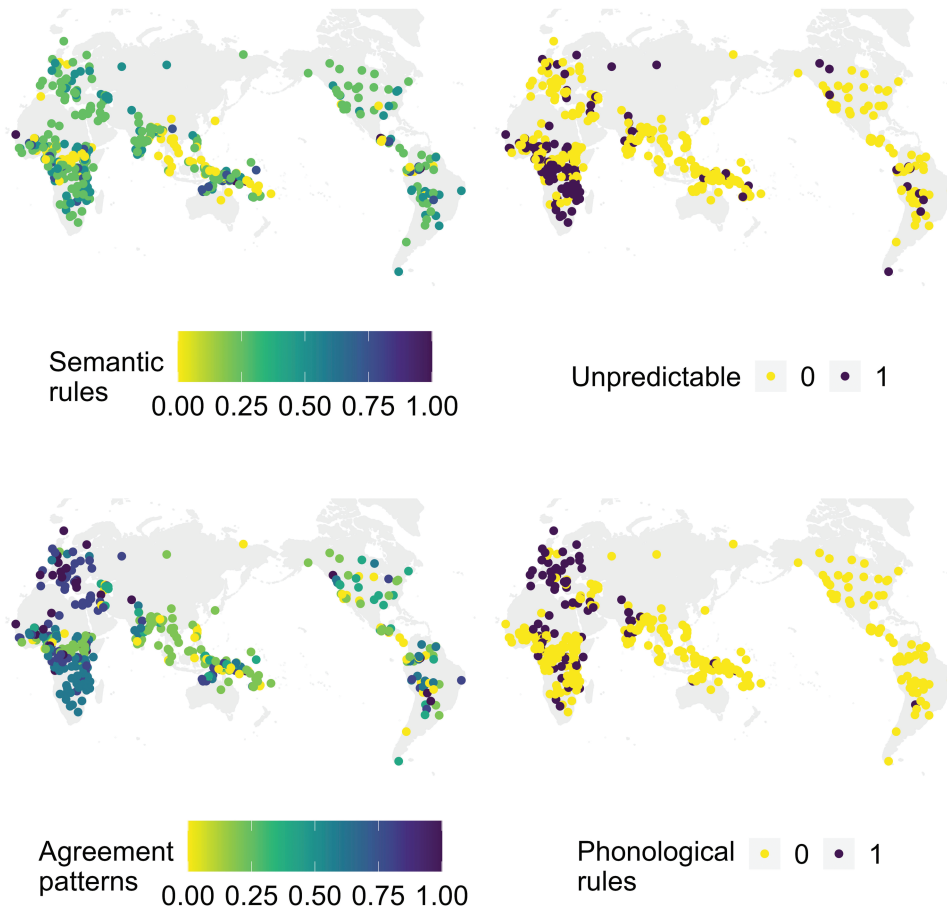 Semantic
rules
0.00 0.25 0.50 0.75 1.00
Unpredictable 0 1
Agreement
patterns
0.00 0.25 0.50 0.75 1.00
Phonological
rules
0 1